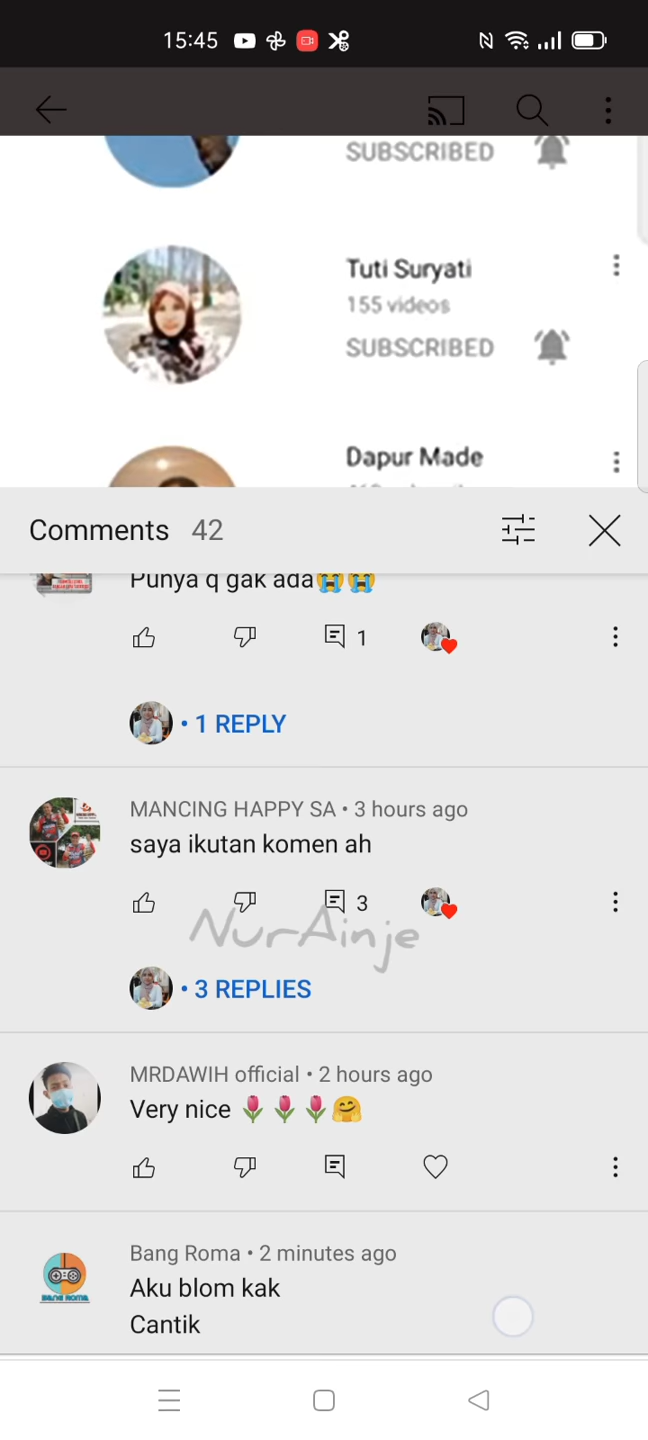 15:45
SUBSCRIBED
Tuti Suryati
155 videos
SUBSCRIBED
Dapur Made
Comments 42
Punya q gak ada😭😭
1
• 1 REPLY
MANCING HAPPY SA • 3 hours ago
saya ikutan komen ah
3
NurAinje
• 3 REPLIES
MRDAWIH official • 2 hours ago
Very nice 🌷🌷🌷🤗
Bang Roma • 2 minutes ago
BANG ROMA
Aku blom kak
Cantik